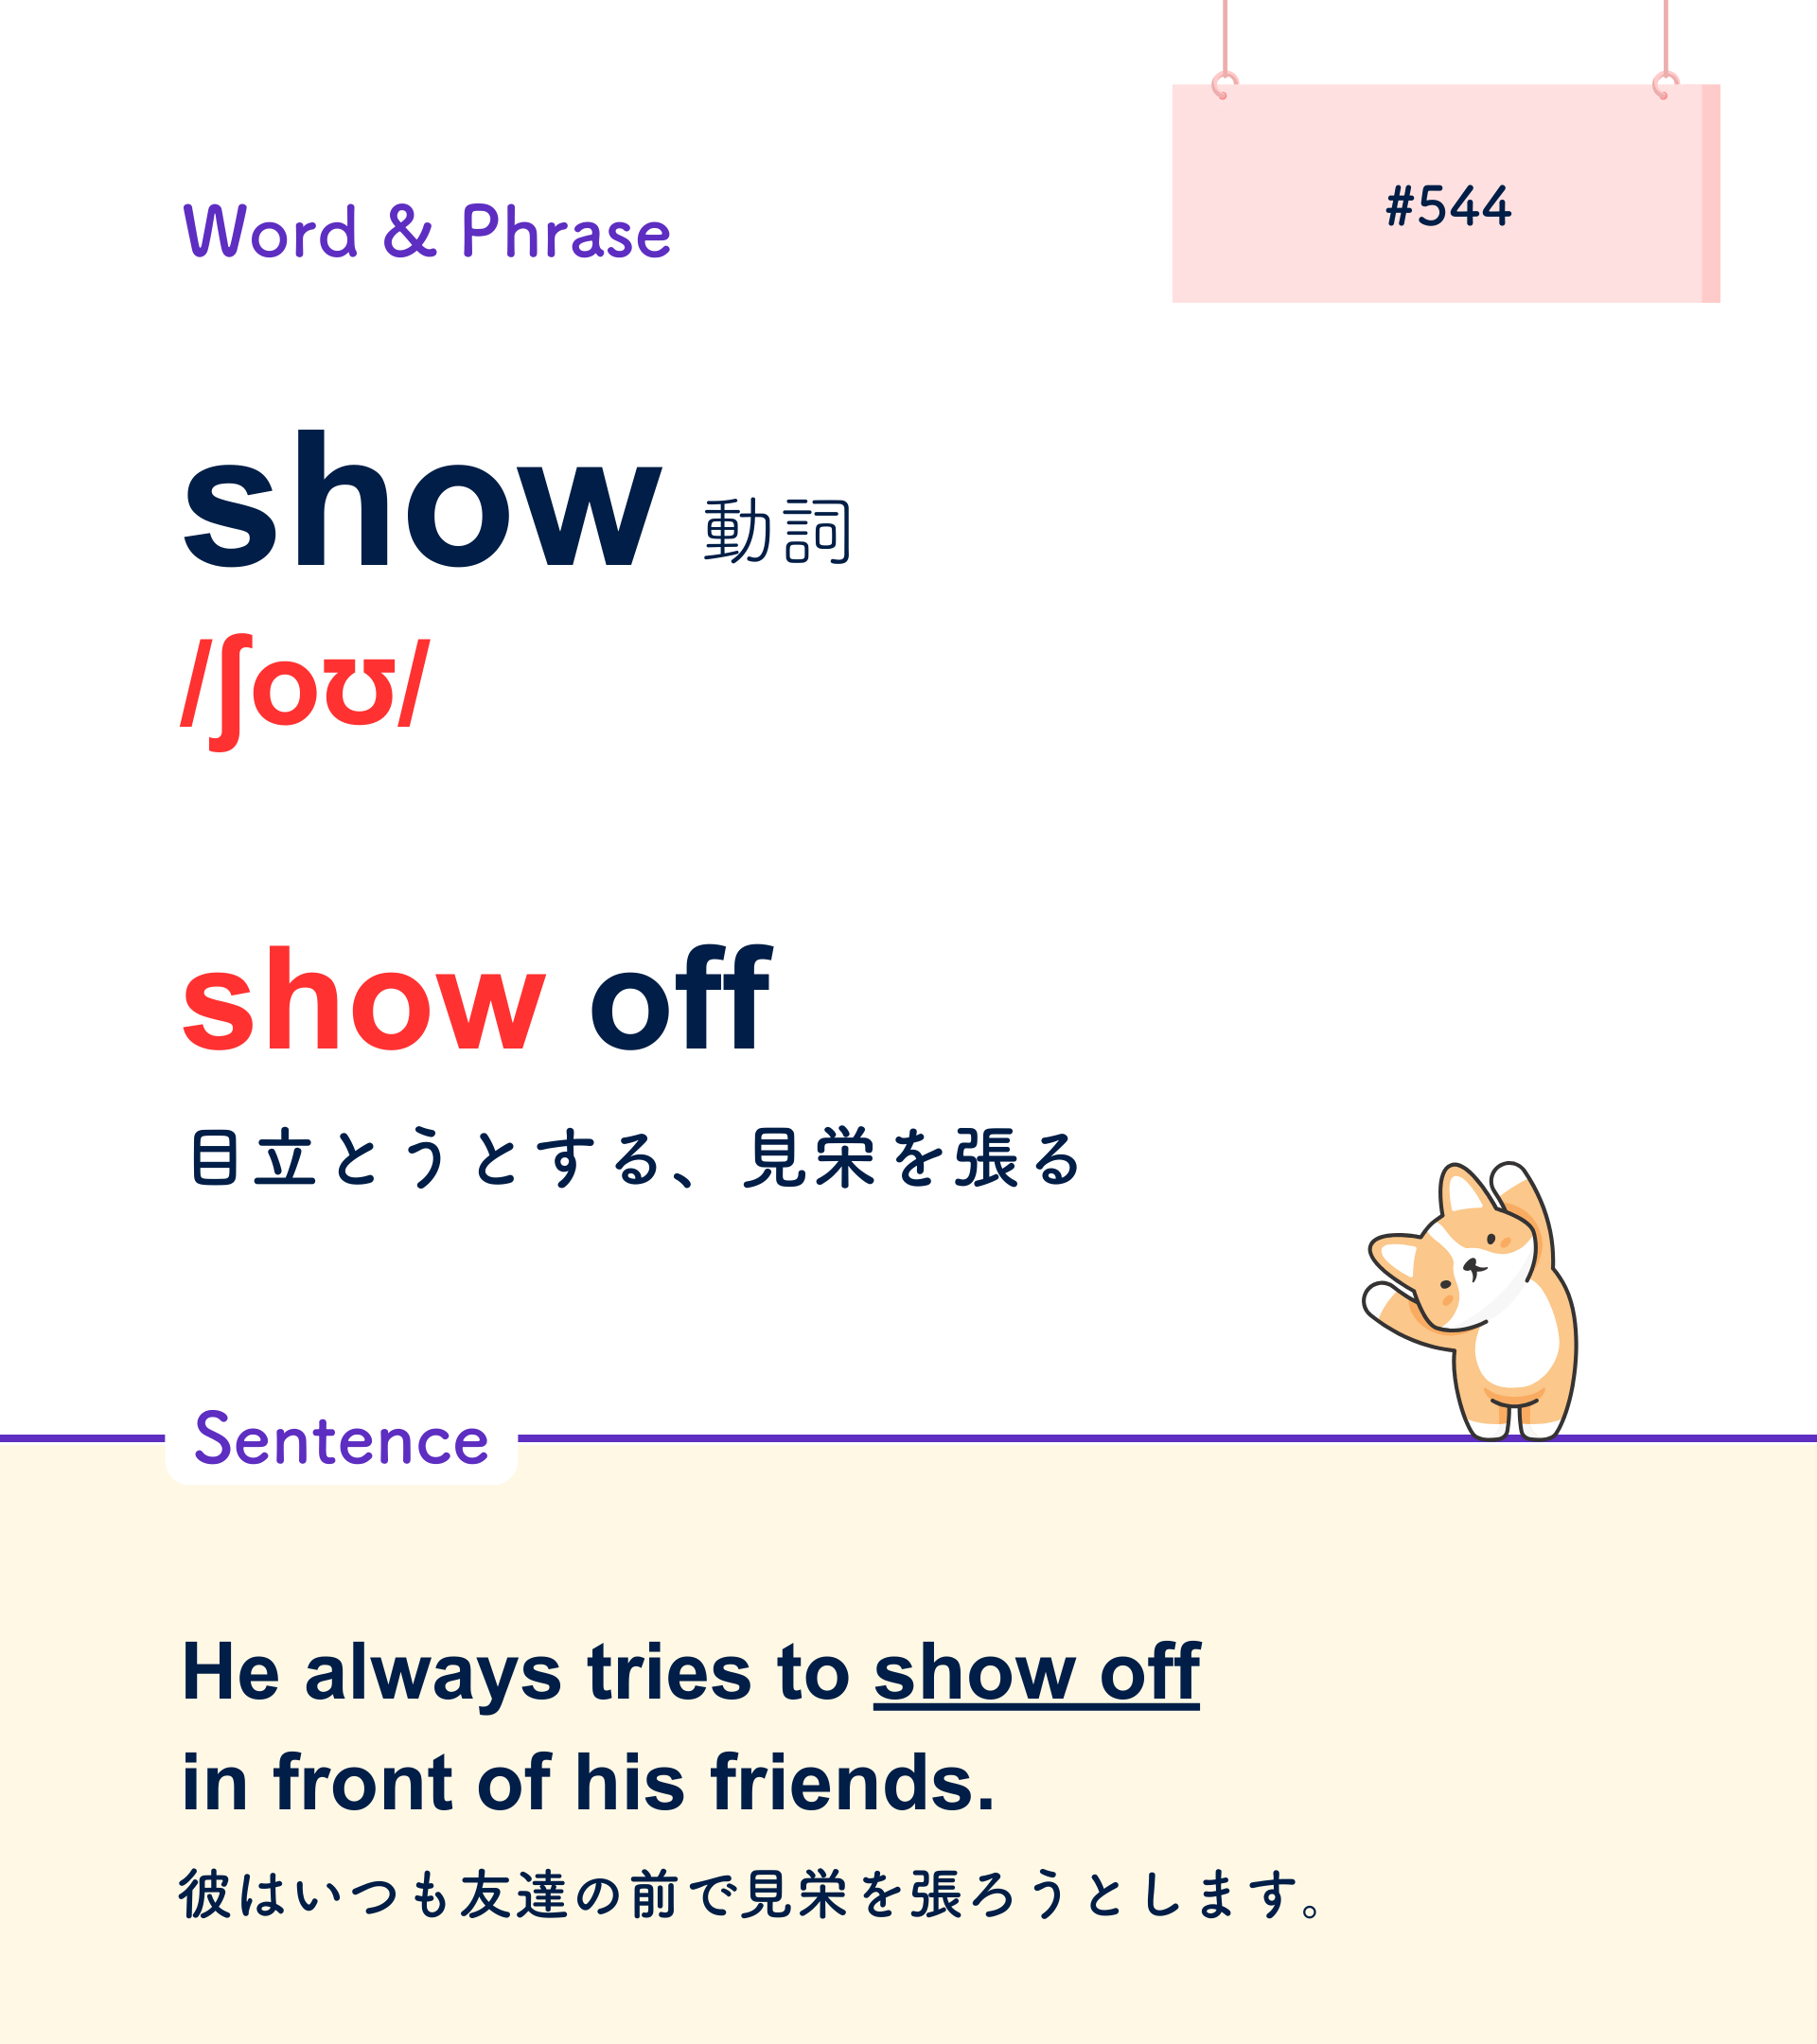 Word & Phrase
#544
show 動詞
/ʃoʊ/
show off
目立とうとする、見栄を張る
Sentence
He always tries to show off
in front of his friends.
彼はいつも友達の前で見栄を張ろうとします。